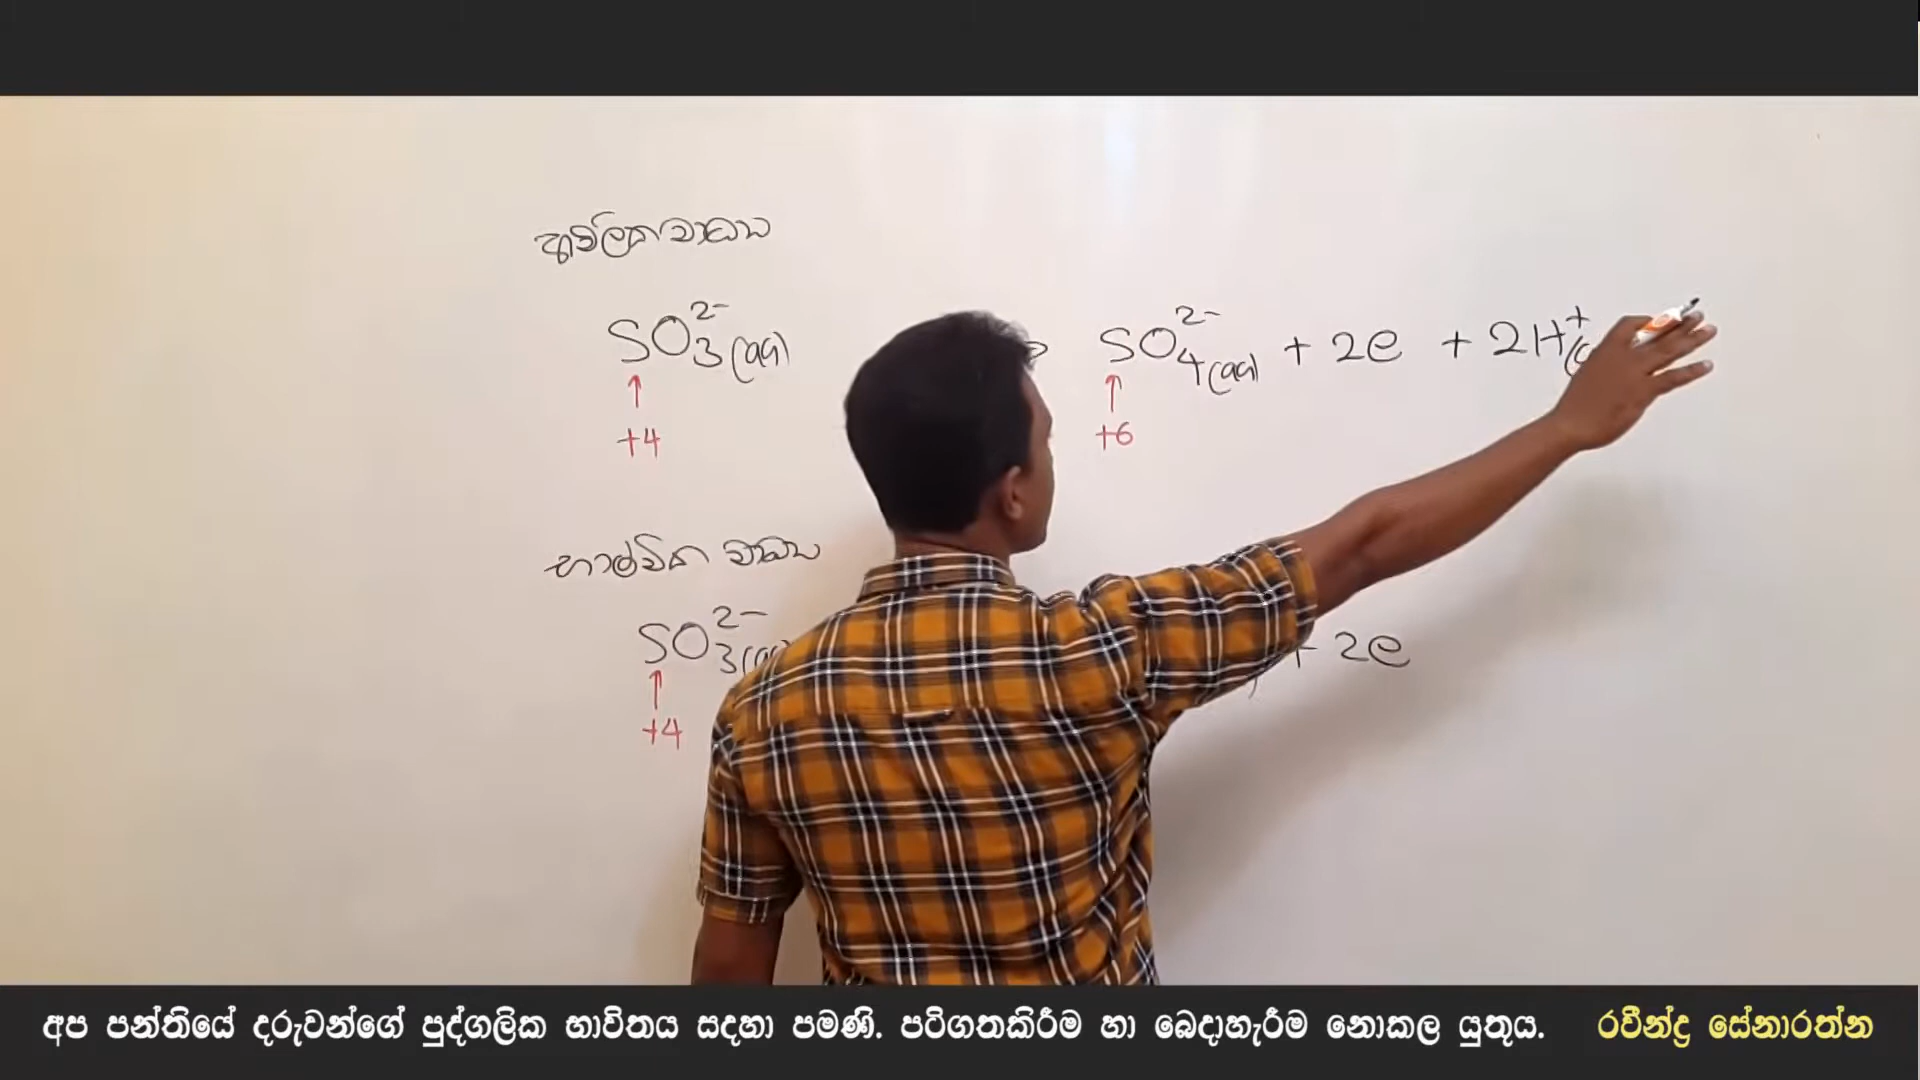 ආම්ලික මාධ්‍ය
SO₃²⁻(aq) SO₄²⁻(aq) + 2e + 2H⁺
+4 +6
භාෂ්මික මාධ්‍ය
SO₃²⁻ + 2e
+4
අප පන්තියේ දරුවන්ගේ පුද්ගලික භාවිතය සදහා පමණි. පටිගතකිරීම හා බෙදාහැරීම නොකල යුතුය. රවීන්ද්‍ර සේනාරත්න